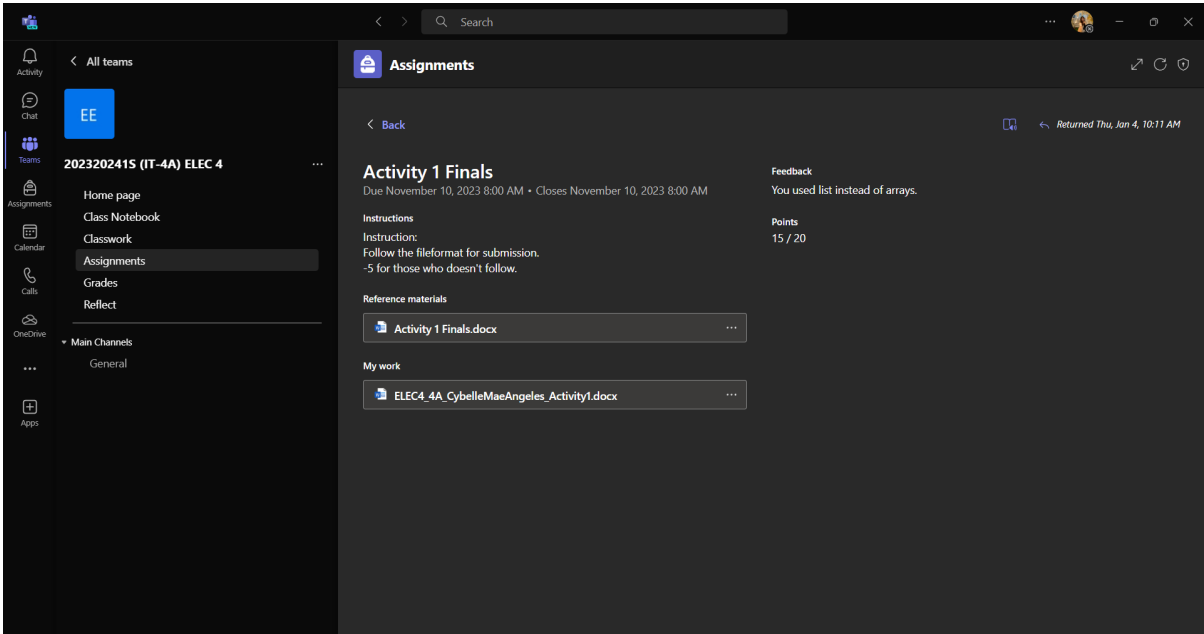 Search
Activity
Chat
Teams
Assignments
Calendar
Calls
OneDrive
Apps
All teams
EE
202320241S (IT-4A) ELEC 4
Home page
Class Notebook
Classwork
Assignments
Grades
Reflect
Main Channels
General
Assignments
Back
Returned Thu, Jan 4, 10:11 AM
Activity 1 Finals
Due November 10, 2023 8:00 AM • Closes November 10, 2023 8:00 AM
Instructions
Instruction:
Follow the fileformat for submission.
-5 for those who doesn't follow.
Reference materials
Activity 1 Finals.docx
My work
ELEC4_4A_CybelleMaeAngeles_Activity1.docx
Feedback
You used list instead of arrays.
Points
15 / 20